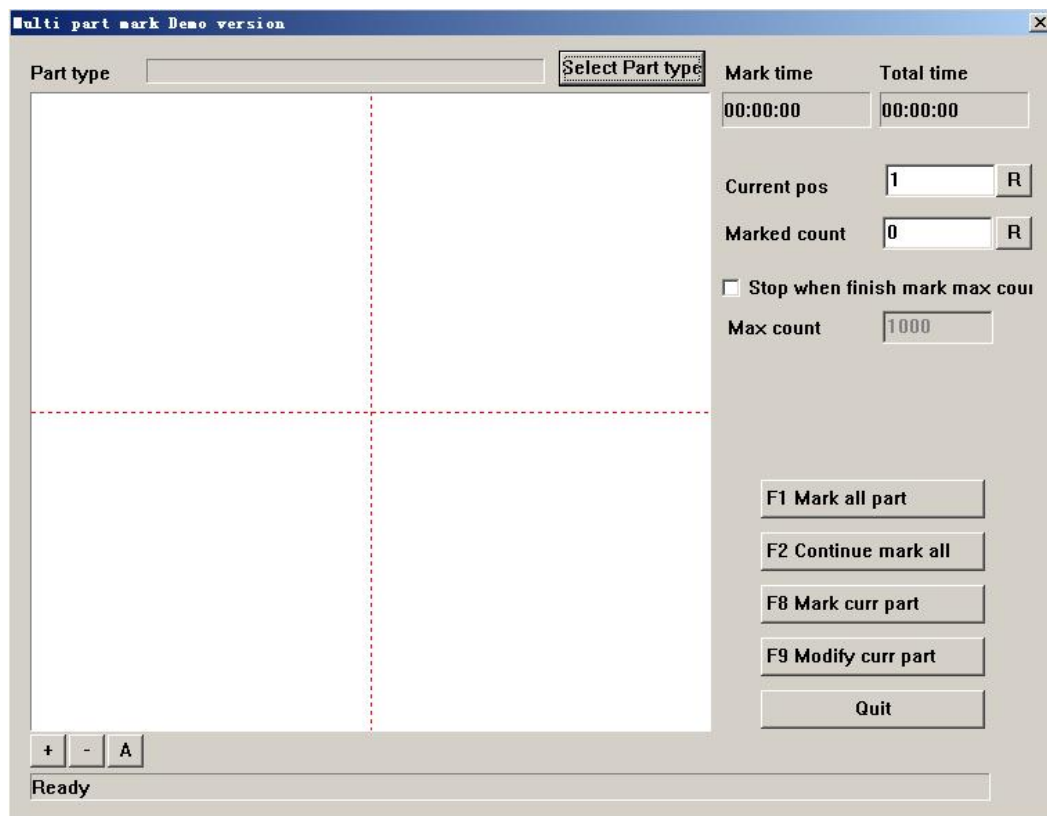 Multi part mark Demo version
Part type
Select Part type
Mark time
Total time
00:00:00
00:00:00
Current pos
1
R
Marked count
0
R
Stop when finish mark max cour
Max count
1000
F1 Mark all part
F2 Continue mark all
F8 Mark curr part
F9 Modify curr part
Quit
+
-
A
Ready